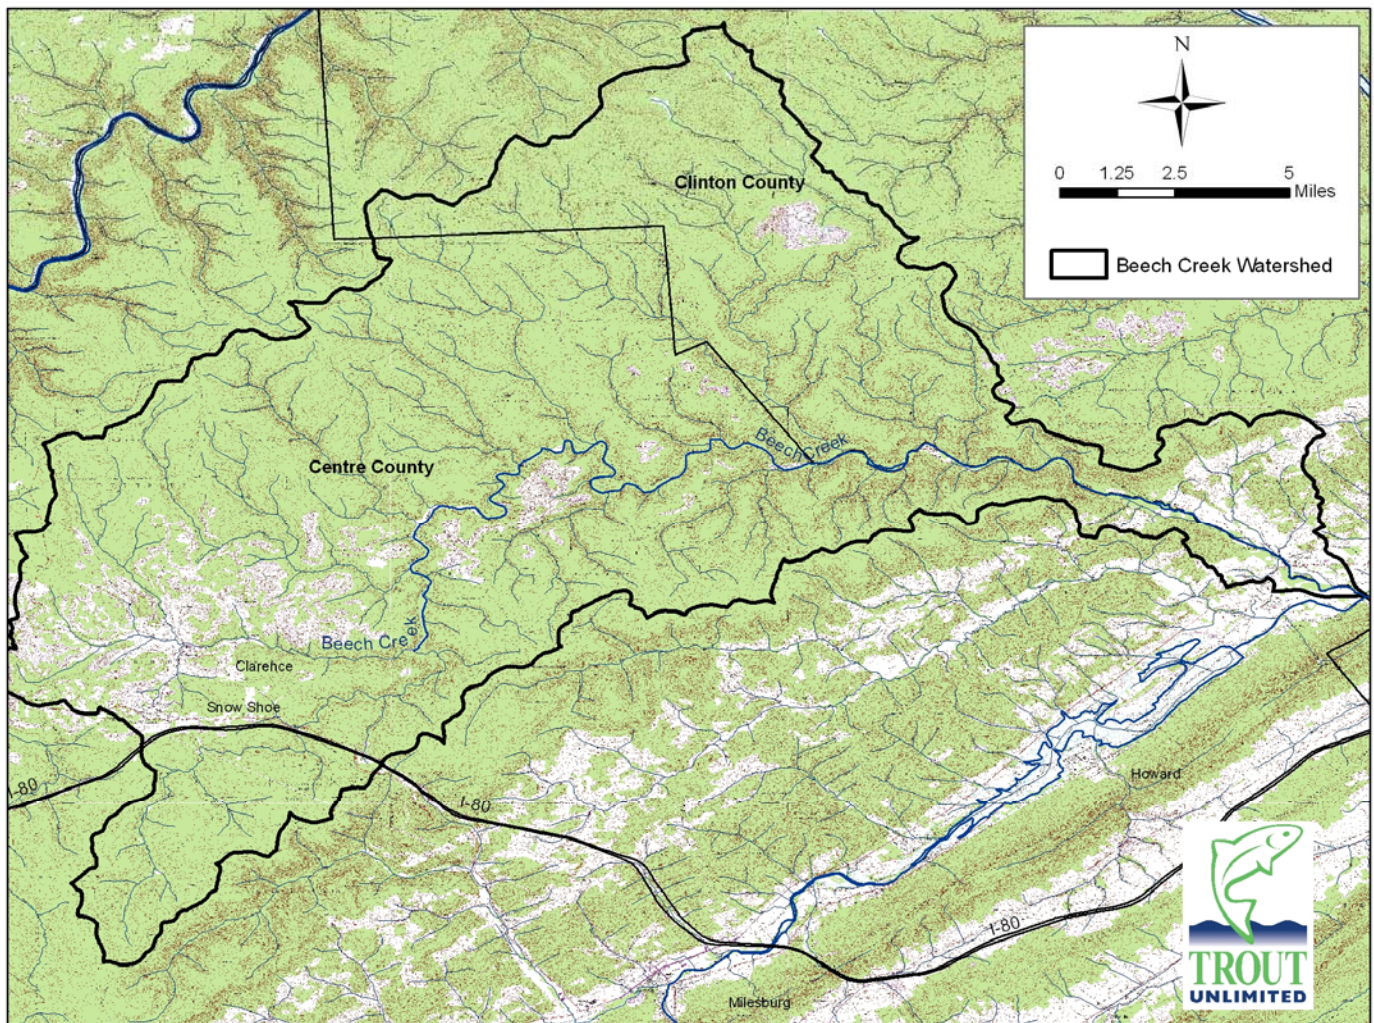 N
0 1.25 2.5 5
Miles
Beech Creek Watershed
Clinton County
Centre County
Beech Creek
Beech Creek
Clarence
Snow Shoe
I-80
I-80
Howard
I-80
Milesburg
TROUT
UNLIMITED